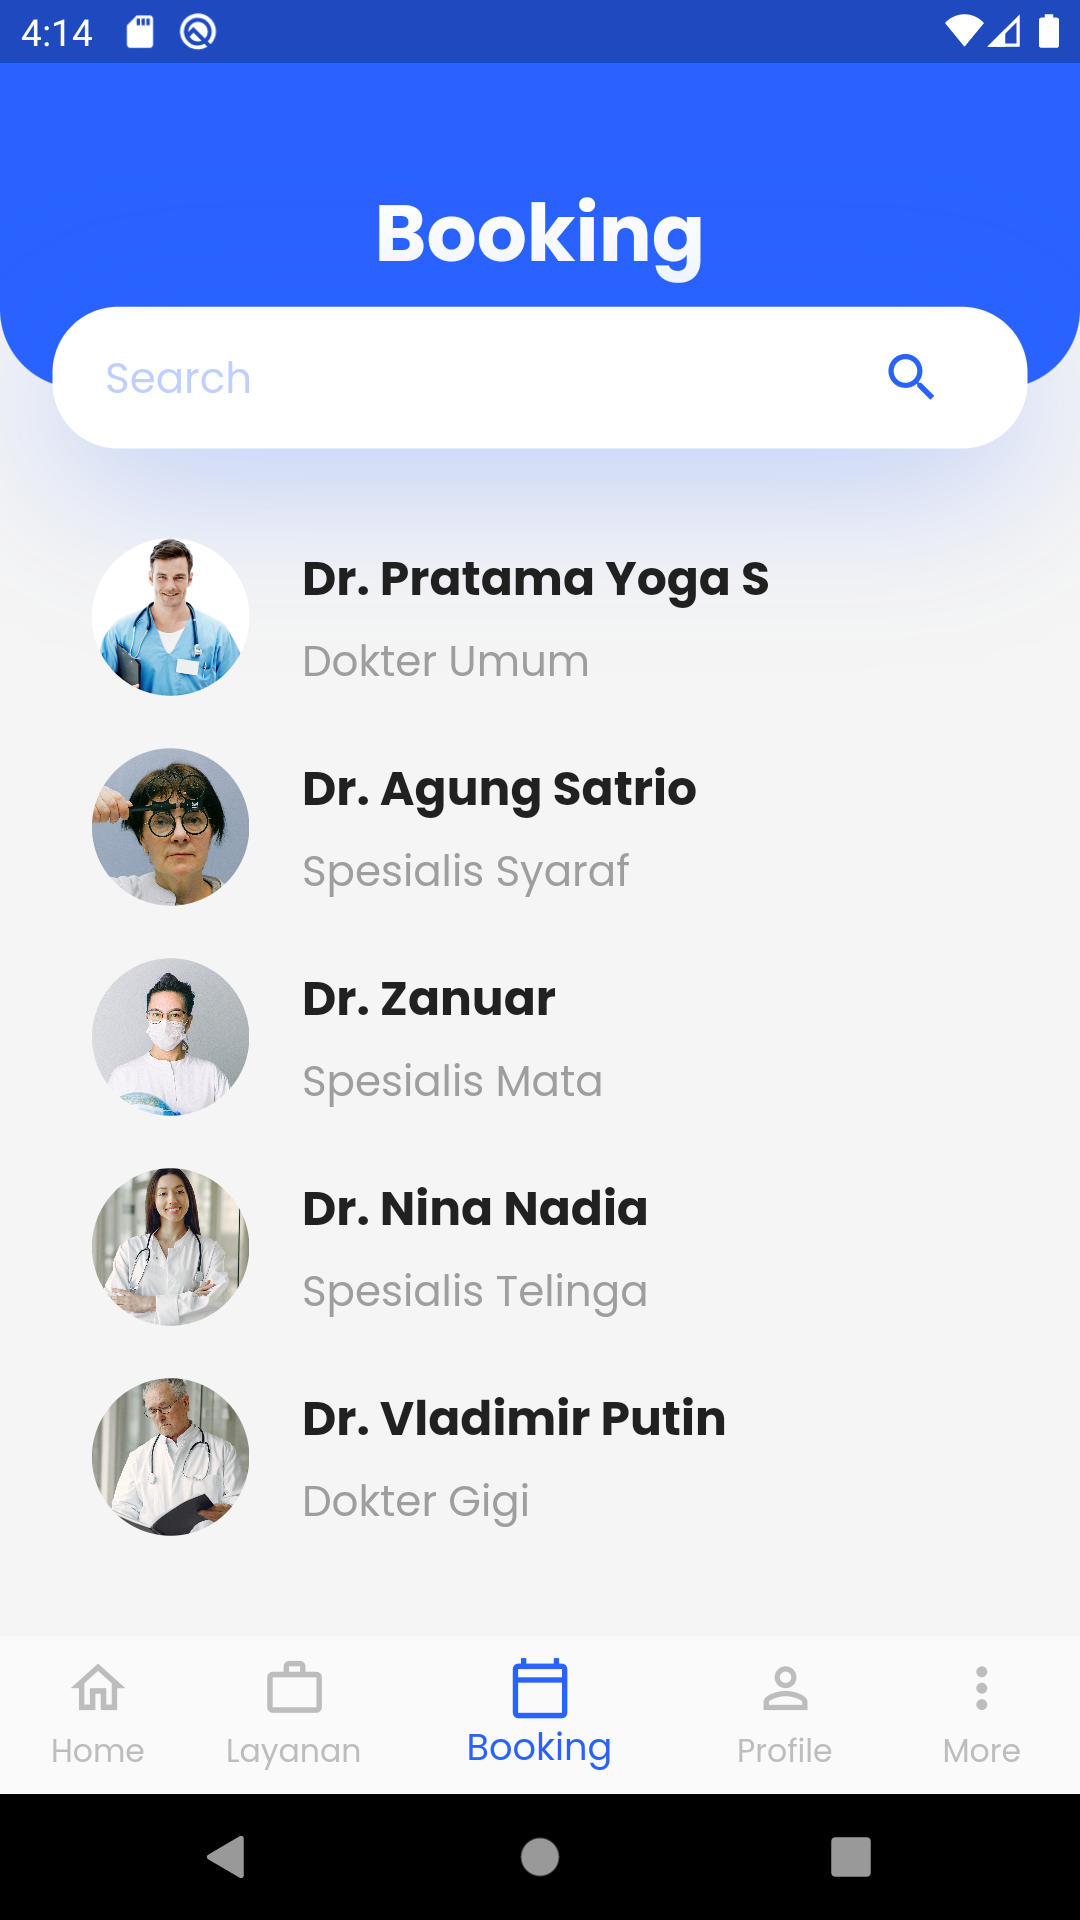 4:14
Booking
Search
Dr. Pratama Yoga S
Dokter Umum
Dr. Agung Satrio
Spesialis Syaraf
Dr. Zanuar
Spesialis Mata
Dr. Nina Nadia
Spesialis Telinga
Dr. Vladimir Putin
Dokter Gigi
Home Layanan Booking Profile More